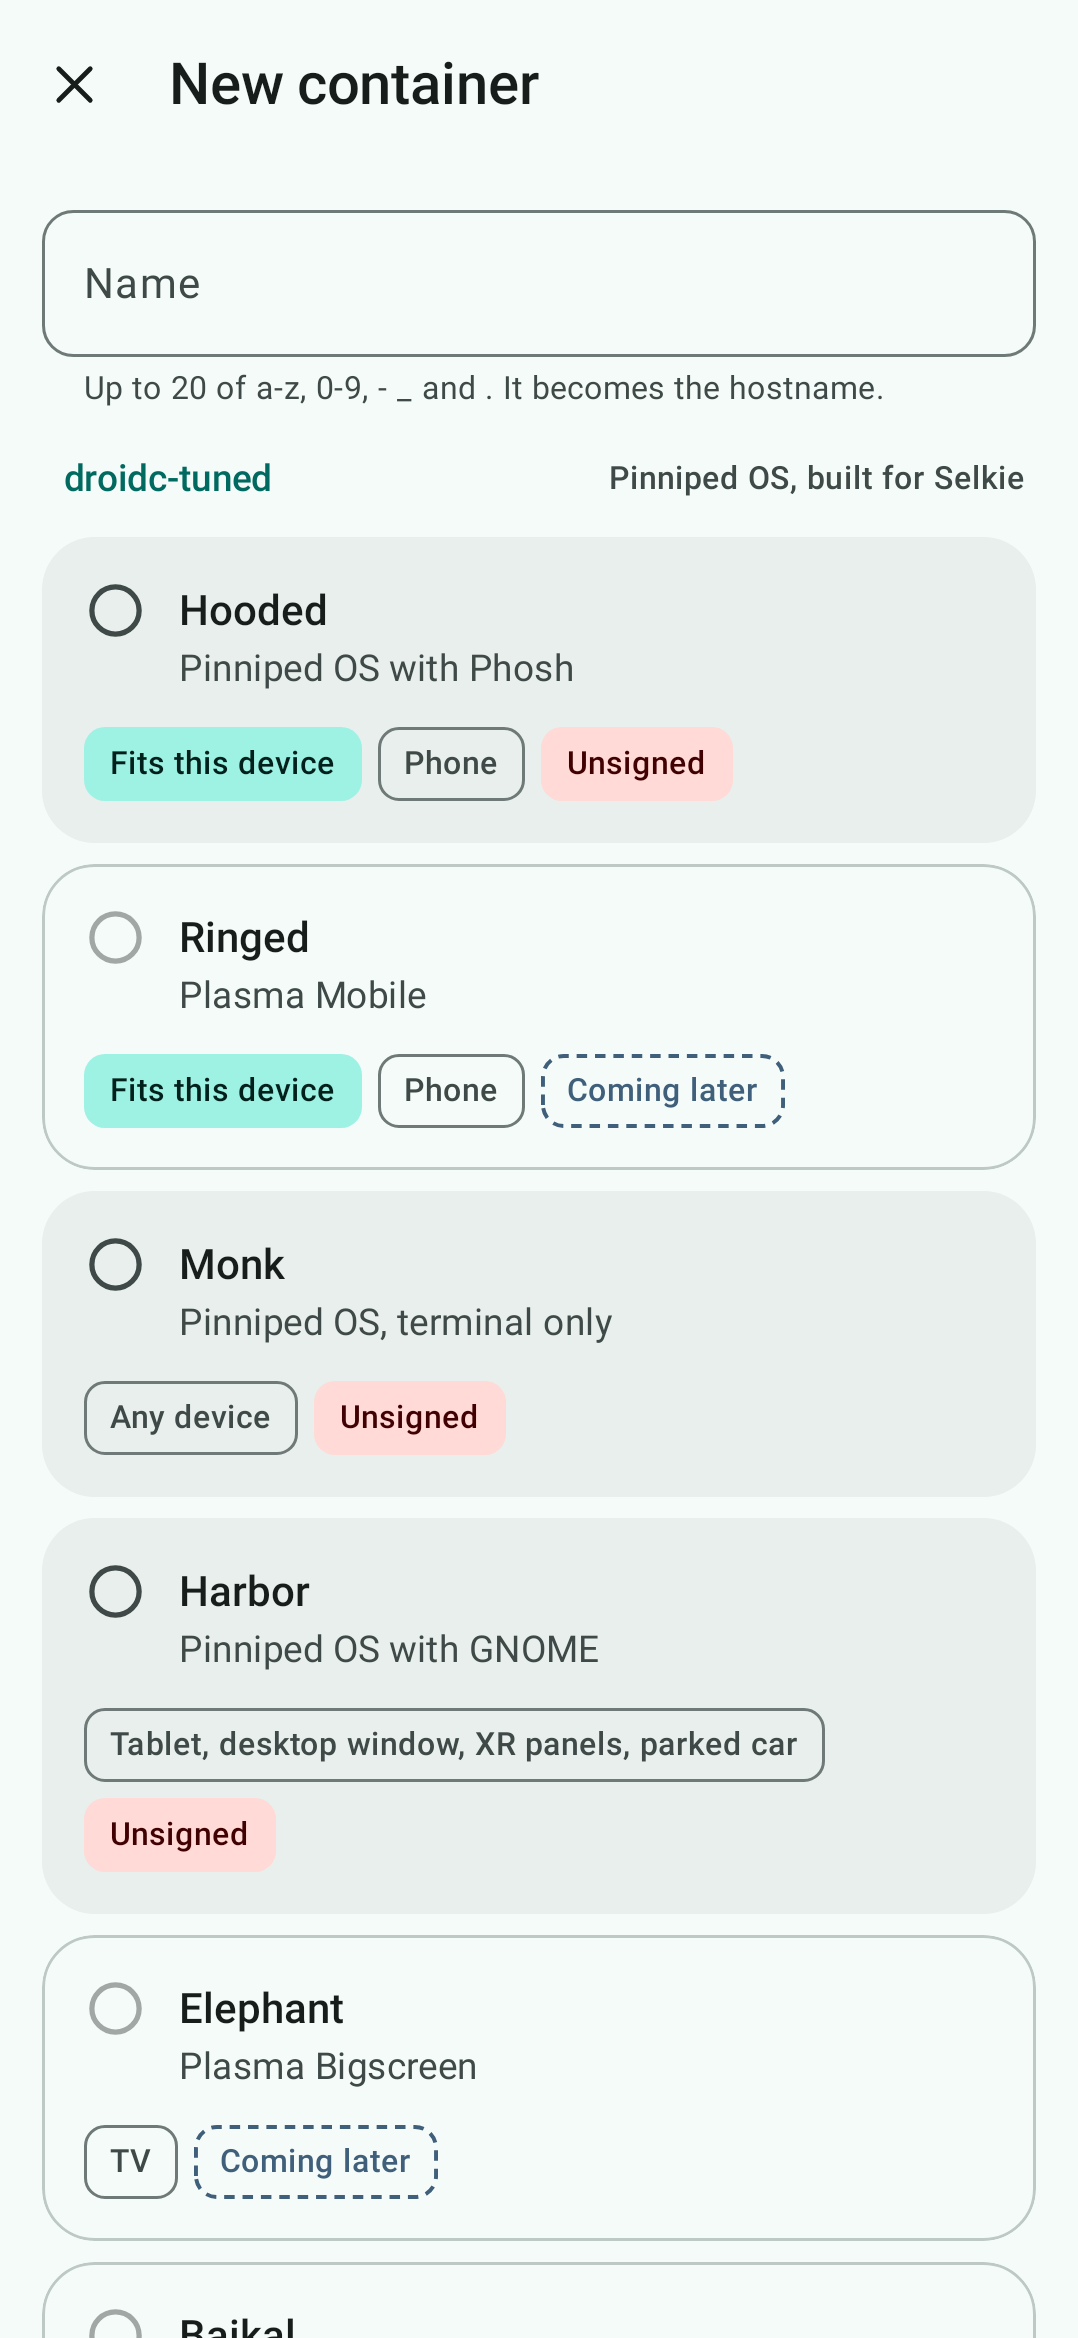 New container
Name
Up to 20 of a-z, 0-9, - _ and . It becomes the hostname.
droidc-tuned
Pinniped OS, built for Selkie
Hooded
Pinniped OS with Phosh
Fits this device
Phone
Unsigned
Ringed
Plasma Mobile
Fits this device
Phone
Coming later
Monk
Pinniped OS, terminal only
Any device
Unsigned
Harbor
Pinniped OS with GNOME
Tablet, desktop window, XR panels, parked car
Unsigned
Elephant
Plasma Bigscreen
TV
Coming later
Baikal